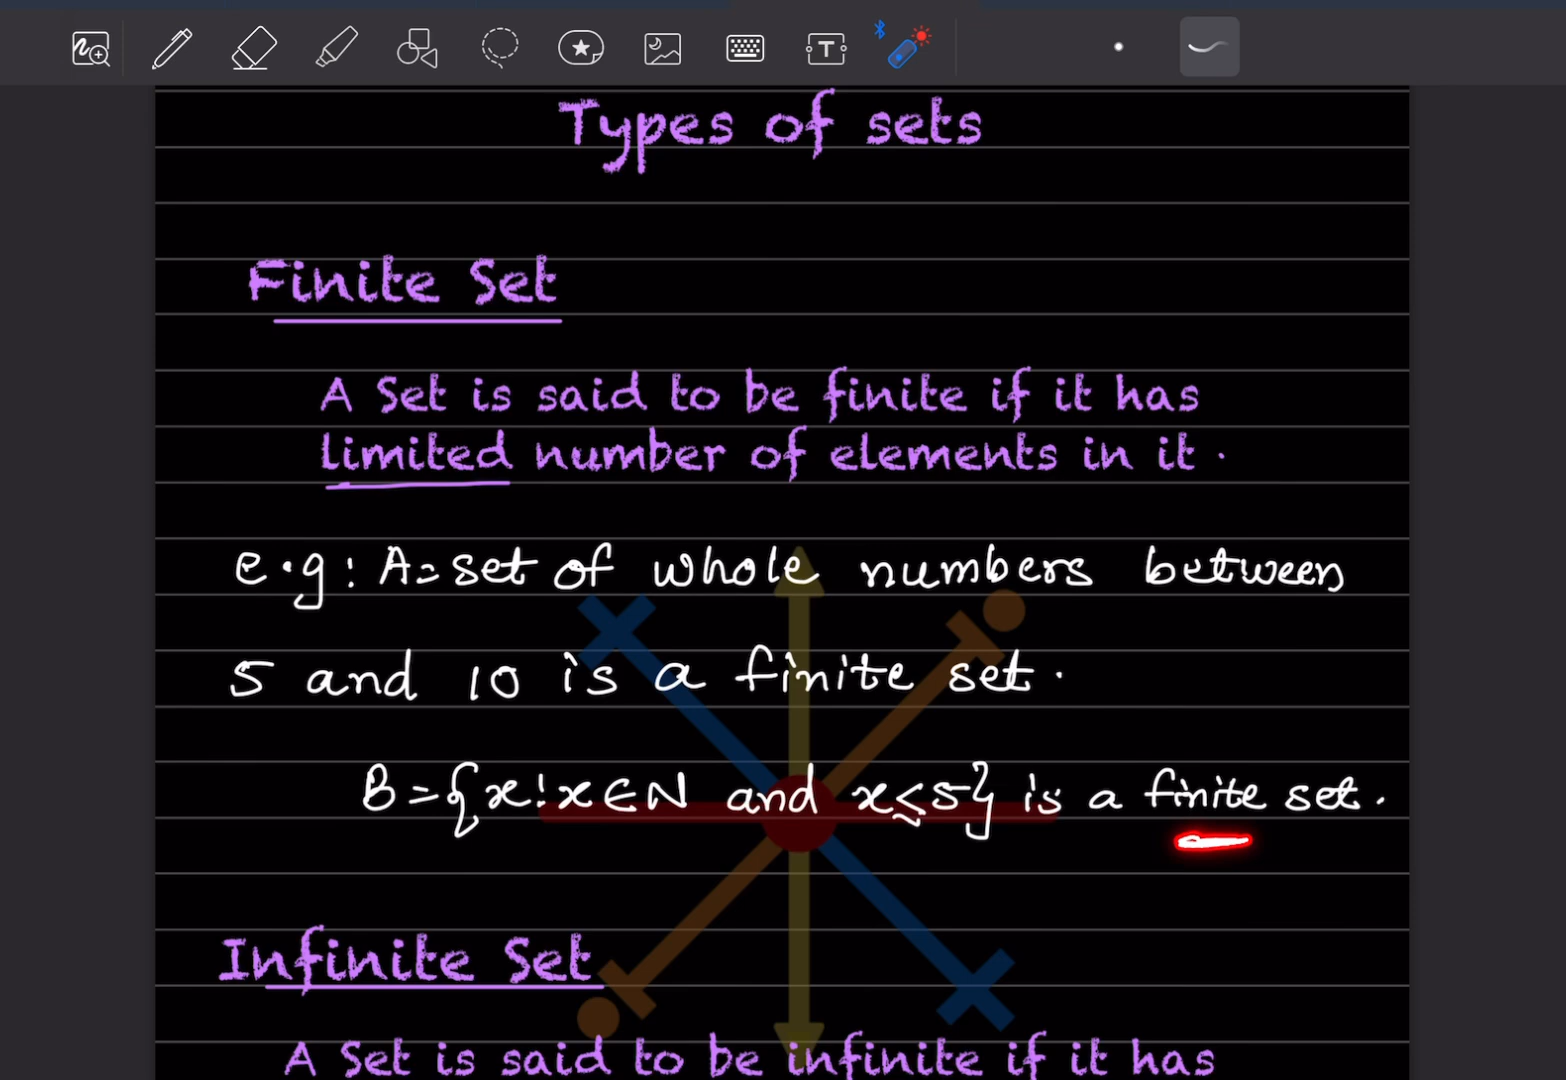 Types of sets
Finite Set
A Set is said to be finite if it has
limited number of elements in it.
e.g: A=set of whole numbers between
5 and 10 is a finite set.
B={x!x∈N and x≤5} is a finite set.
Infinite Set
A Set is said to be infinite if it has